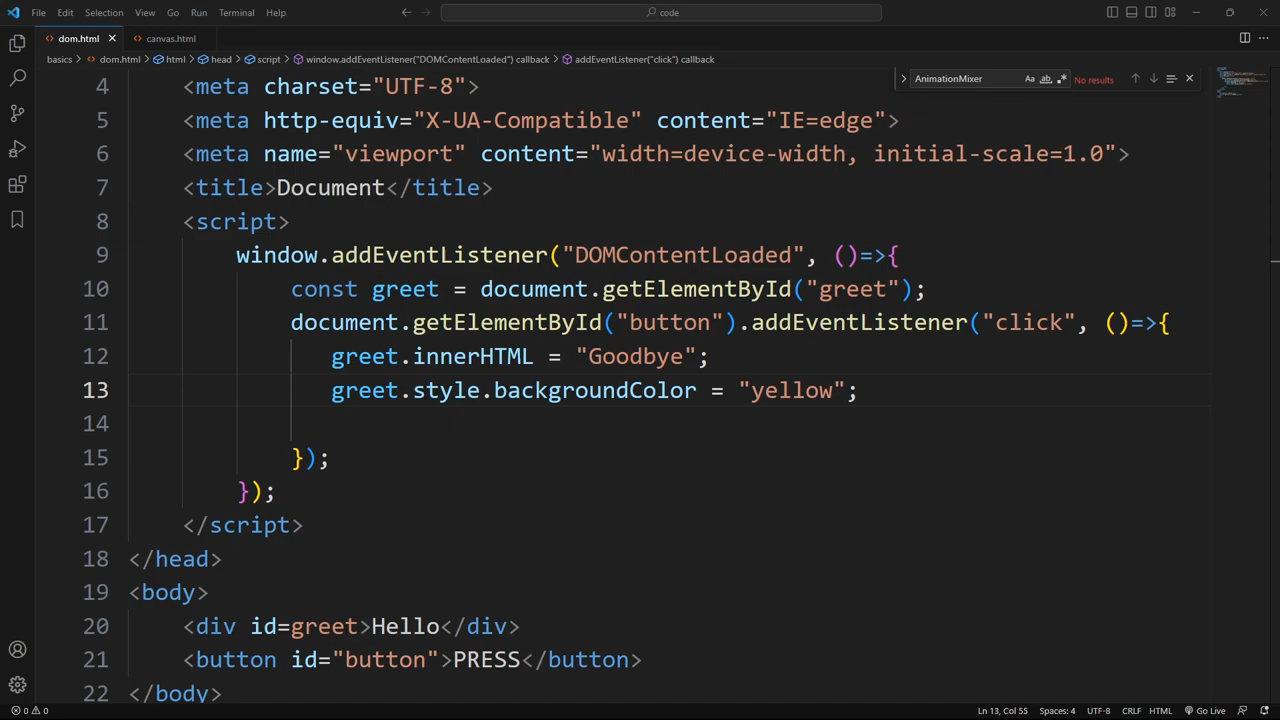 File Edit Selection View Go Run Terminal Help
code
dom.html
canvas.html
basics > dom.html > html > head > script > window.addEventListener("DOMContentLoaded") callback > addEventListener("click") callback
AnimationMixer Aa ab. .* No results
4 <meta charset="UTF-8">
5 <meta http-equiv="X-UA-Compatible" content="IE=edge">
6 <meta name="viewport" content="width=device-width, initial-scale=1.0">
7 <title>Document</title>
8 <script>
9 window.addEventListener("DOMContentLoaded", ()=>{
10 const greet = document.getElementById("greet");
11 document.getElementById("button").addEventListener("click", ()=>{
12 greet.innerHTML = "Goodbye";
13 greet.style.backgroundColor = "yellow";
14
15 });
16 });
17 </script>
18 </head>
19 <body>
20 <div id=greet>Hello</div>
21 <button id="button">PRESS</button>
22 </body>
0 0
Ln 13, Col 55 Spaces: 4 UTF-8 CRLF HTML Go Live